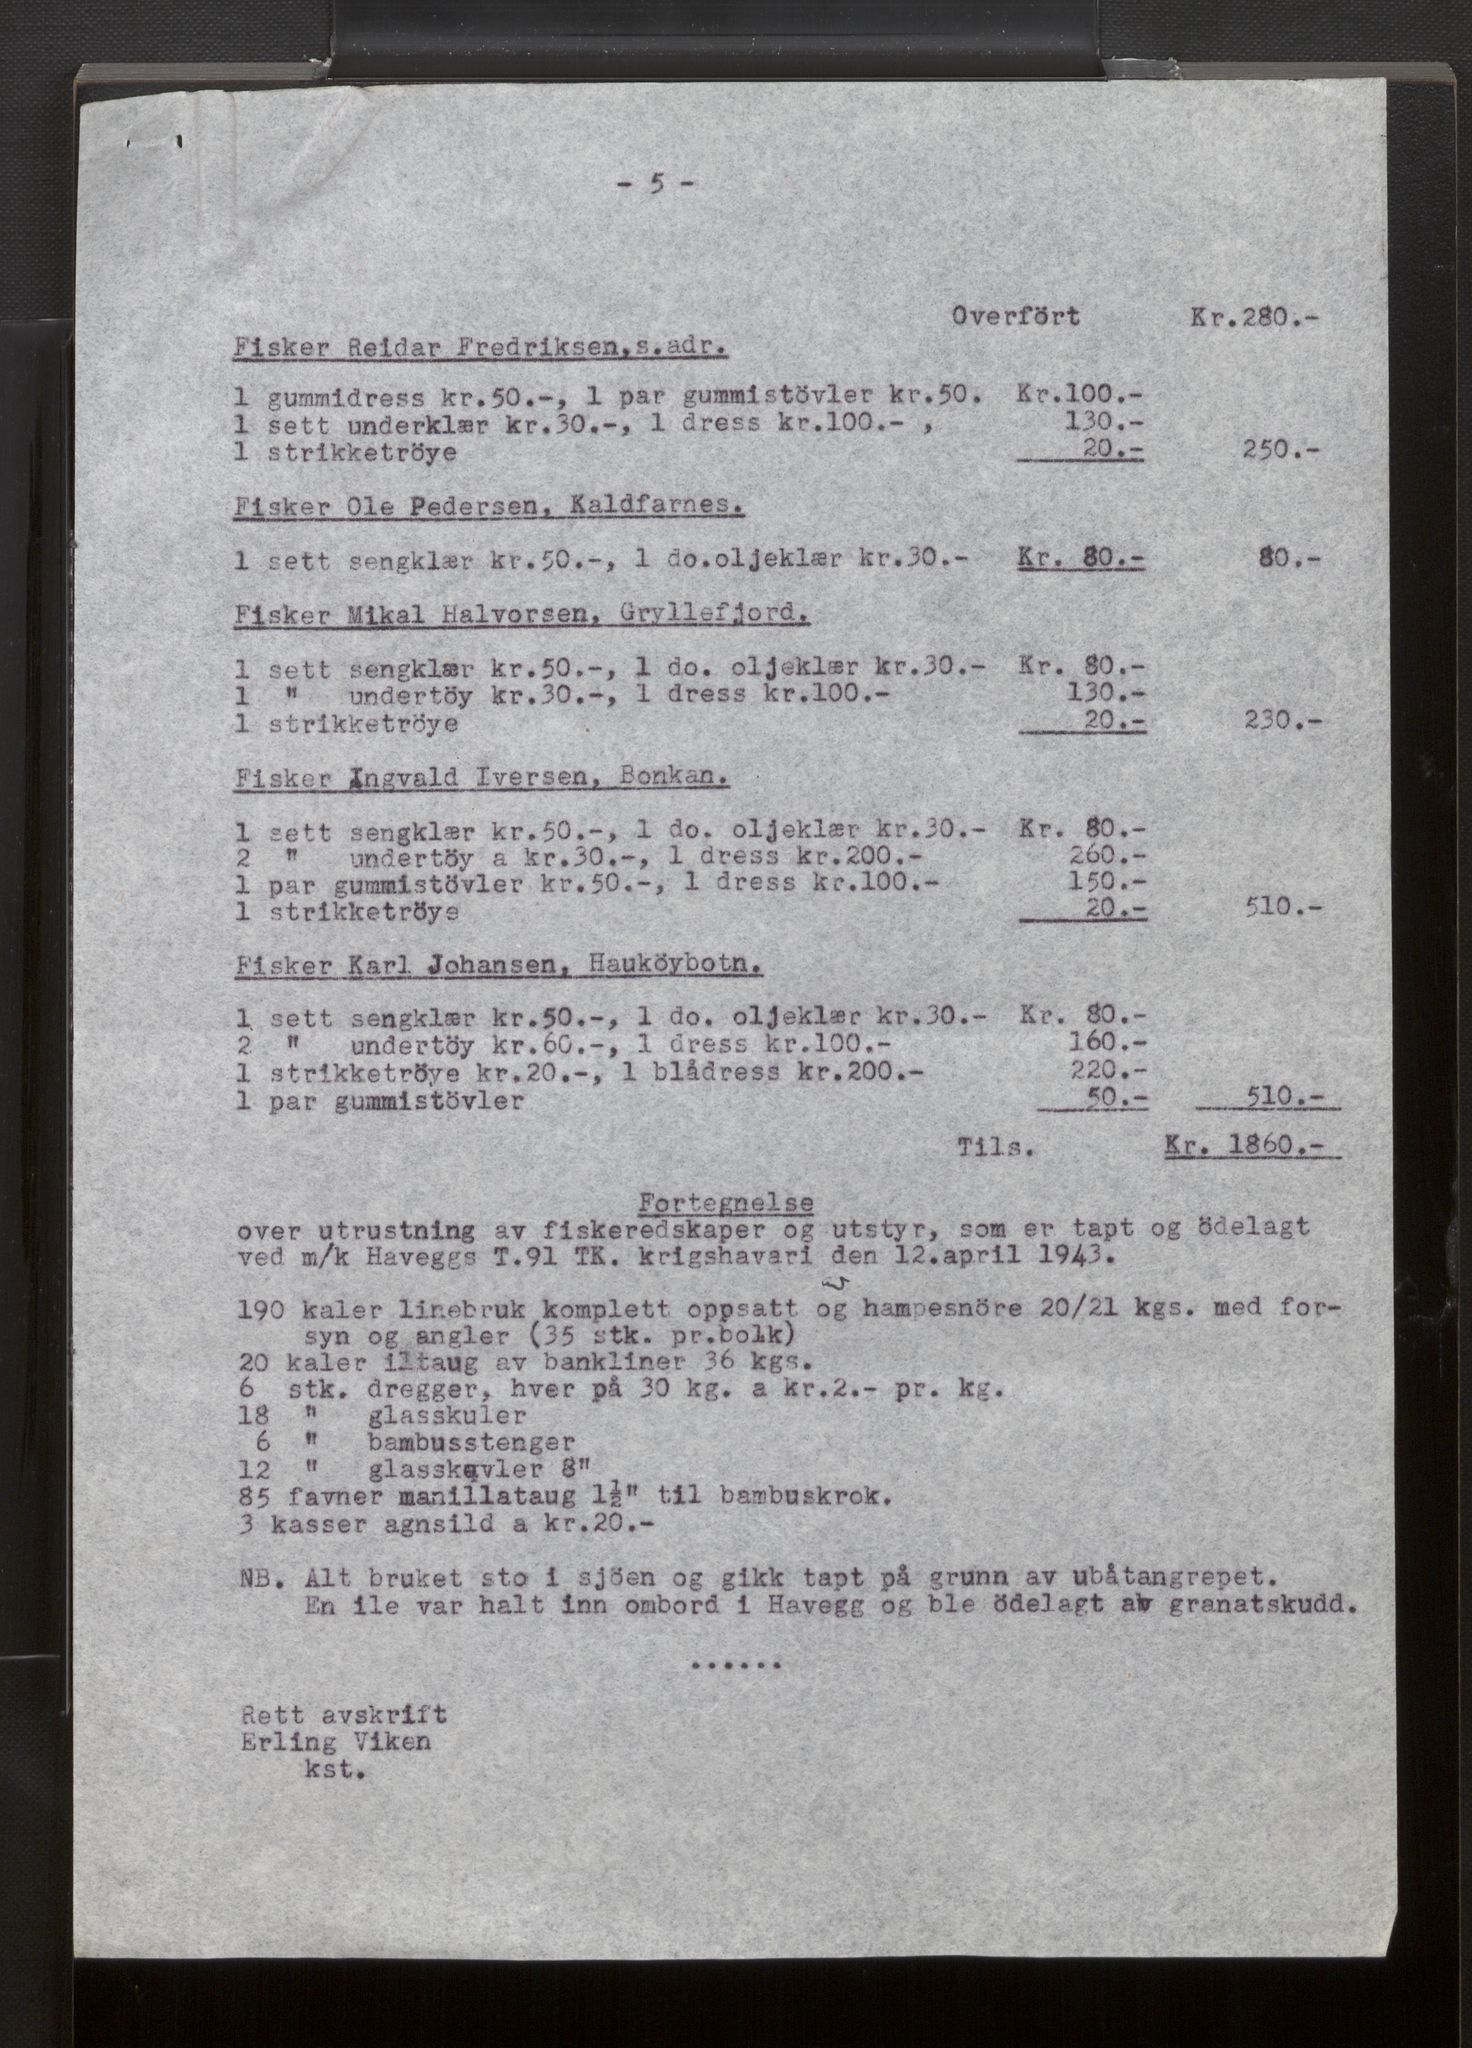 - 5 -
Overfört Kr.280.-
Fisker Reidar Fredriksen, s.adr.
1 gummidress kr.50.-, 1 par gummistövler kr.50. Kr.100.-
1 sett underklær kr.30.-, 1 dress kr.100.- , 130.-
1 strikketröye 20.- 250.-
Fisker Ole Pedersen, Kaldfarnes.
1 sett sengklær kr.50.-, 1 do.oljeklær kr.30.- Kr. 80.- 80.-
Fisker Mikal Halvorsen, Gryllefjord.
1 sett sengklær kr.50.-, 1 do. oljeklær kr.30.- Kr. 80.-
1 " undertöy kr.30.-, 1 dress kr.100.- 130.-
1 strikketröye 20.- 230.-
Fisker Ingvald Iversen, Bonkan.
1 sett sengklær kr.50.-, 1 do. oljeklær kr.30.- Kr. 80.-
2 " undertöy a kr.30.-, 1 dress kr.200.- 260.-
1 par gummistövler kr.50.-, 1 dress kr.100.- 150.-
1 strikketröye 20.- 510.-
Fisker Karl Johansen, Hauköybotn.
1 sett sengklær kr.50.-, 1 do. oljeklær kr.30.- Kr. 80.-
2 " undertöy kr.60.-, 1 dress kr.100.- 160.-
1 strikketröye kr.20.-, 1 blådress kr.200.- 220.-
1 par gummistövler 50.- 510.-
Tils. Kr. 1860.-
Fortegnelse
over utrustning av fiskeredskaper og utstyr, som er tapt og ödelagt
ved m/k Haveggs T.91 TK. krigshavari den 12.april 1943.
190 kaler linebruk komplett oppsatt og hampesnöre 20/21 kgs. med for-
syn og angler (35 stk. pr.bolk)
20 kaler iltaug av bankliner 36 kgs.
6 stk. dregger, hver på 30 kg. a kr.2.- pr. kg.
18 " glasskuler
6 " bambusstenger
12 " glasskavler 8"
85 favner manillataug 1½" til bambuskrok.
3 kasser agnsild a kr.20.-
NB. Alt bruket sto i sjöen og gikk tapt på grunn av ubåtangrepet.
En ile var halt inn ombord i Havegg og ble ödelagt av granatskudd.
......
Rett avskrift
Erling Viken
kst.